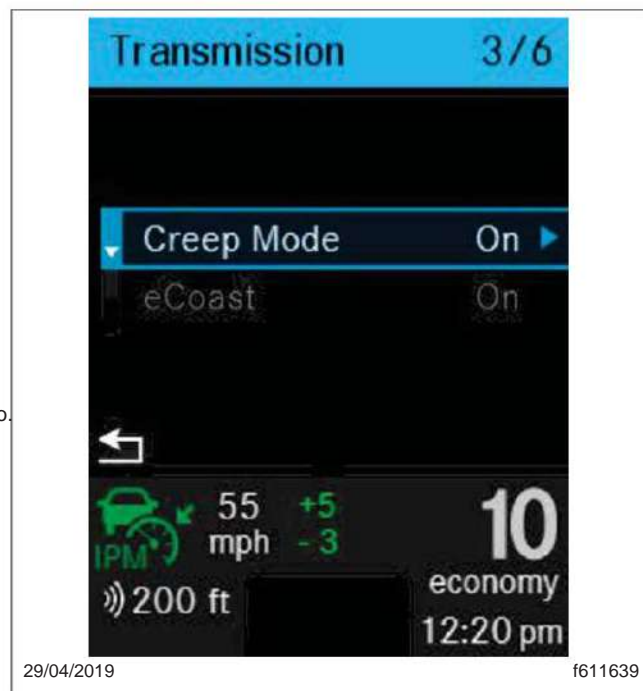 Transmission 3/6
Creep Mode On
eCoast On
o.
IPM 55 mph +5 -3
10
economy
200 ft
12:20 pm
29/04/2019 f611639